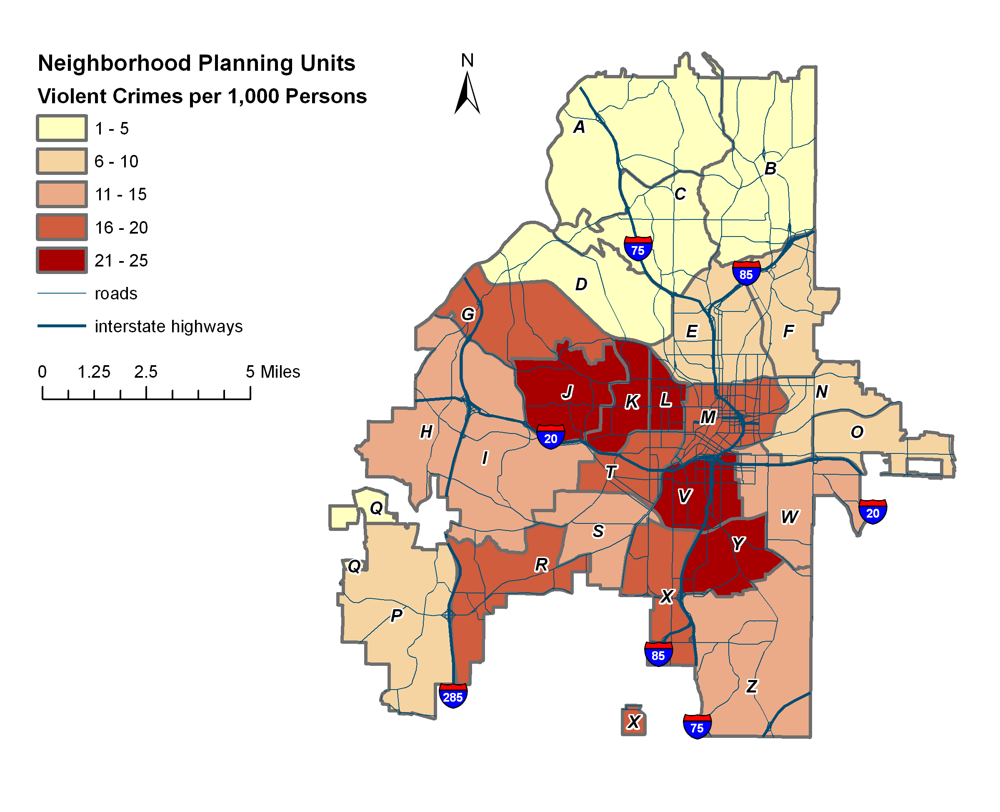 Neighborhood Planning Units
Violent Crimes per 1,000 Persons
1 - 5
6 - 10
11 - 15
16 - 20
21 - 25
roads
interstate highways
0 1.25 2.5 5 Miles
N
A
B
C
75
85
D
G
E
F
J
K
L
N
M
H
20
O
I
T
V
Q
20
W
S
Y
Q
R
X
P
85
Z
285
X
75